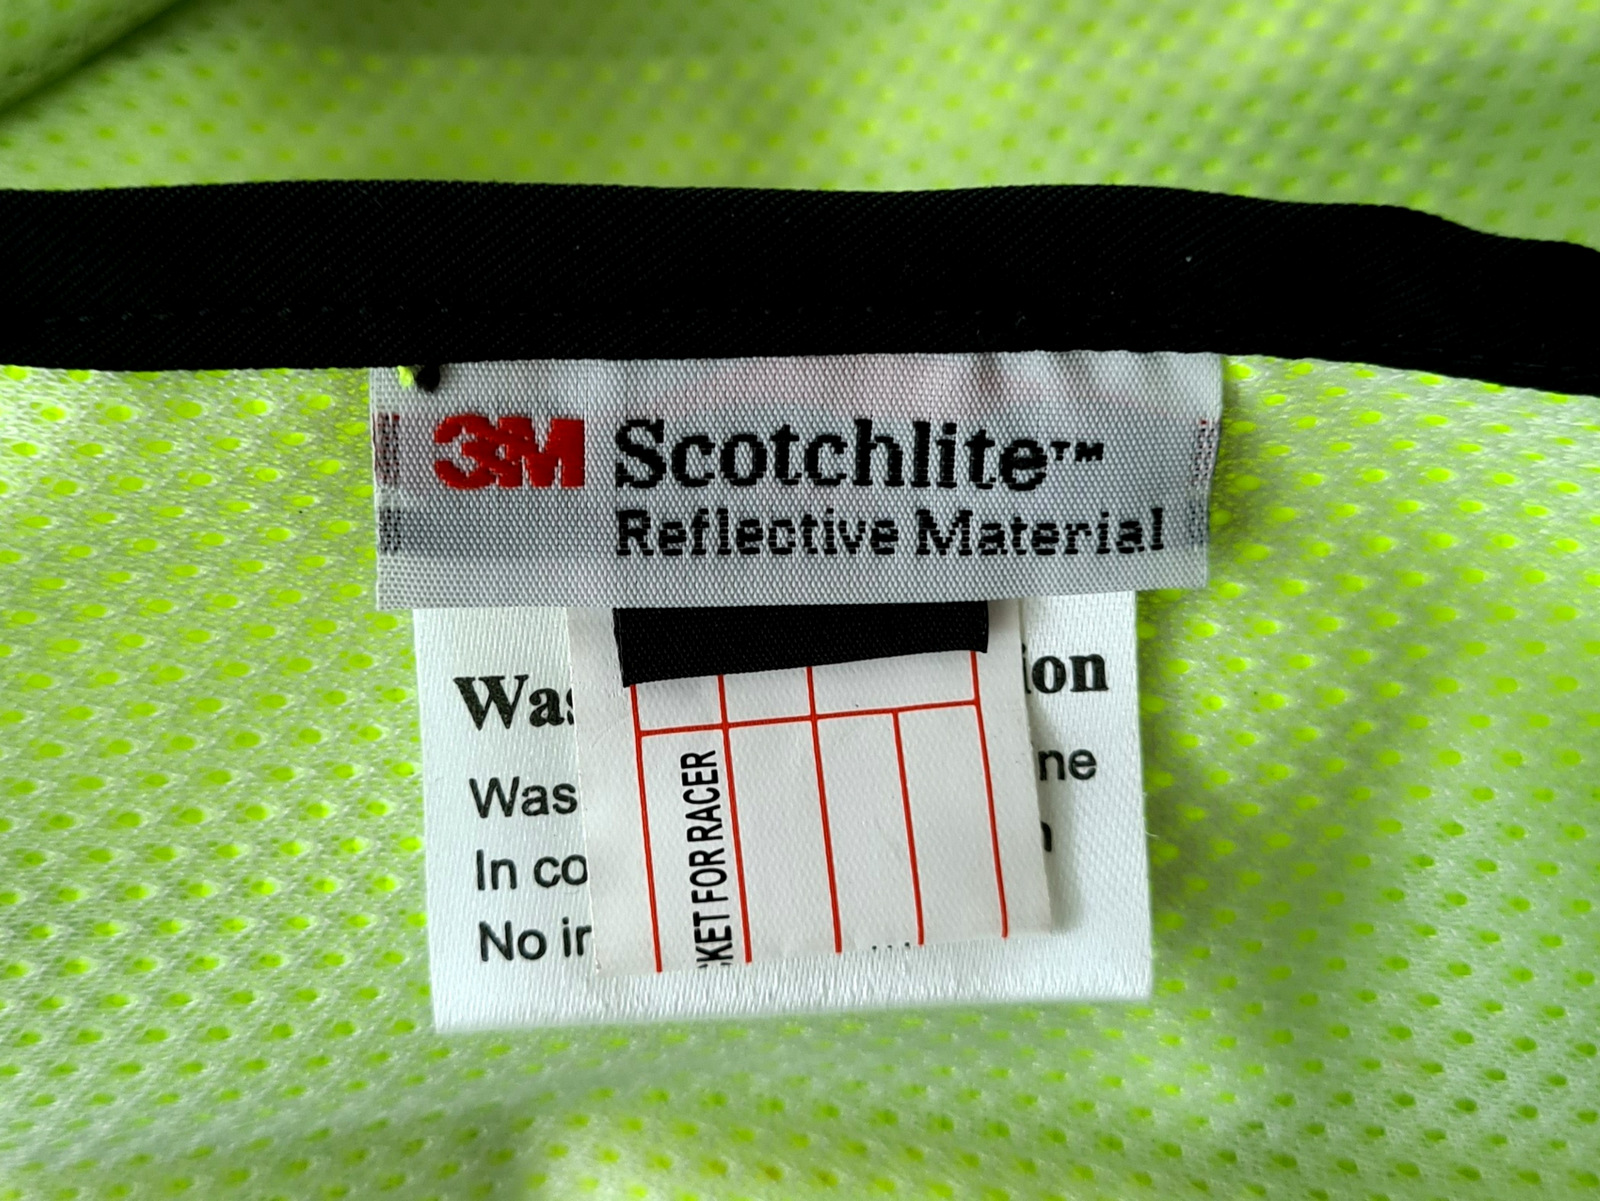 3M Scotchlite™
Reflective Material
Was
ion
Was
ne
In co
No ir
KET FOR RACER